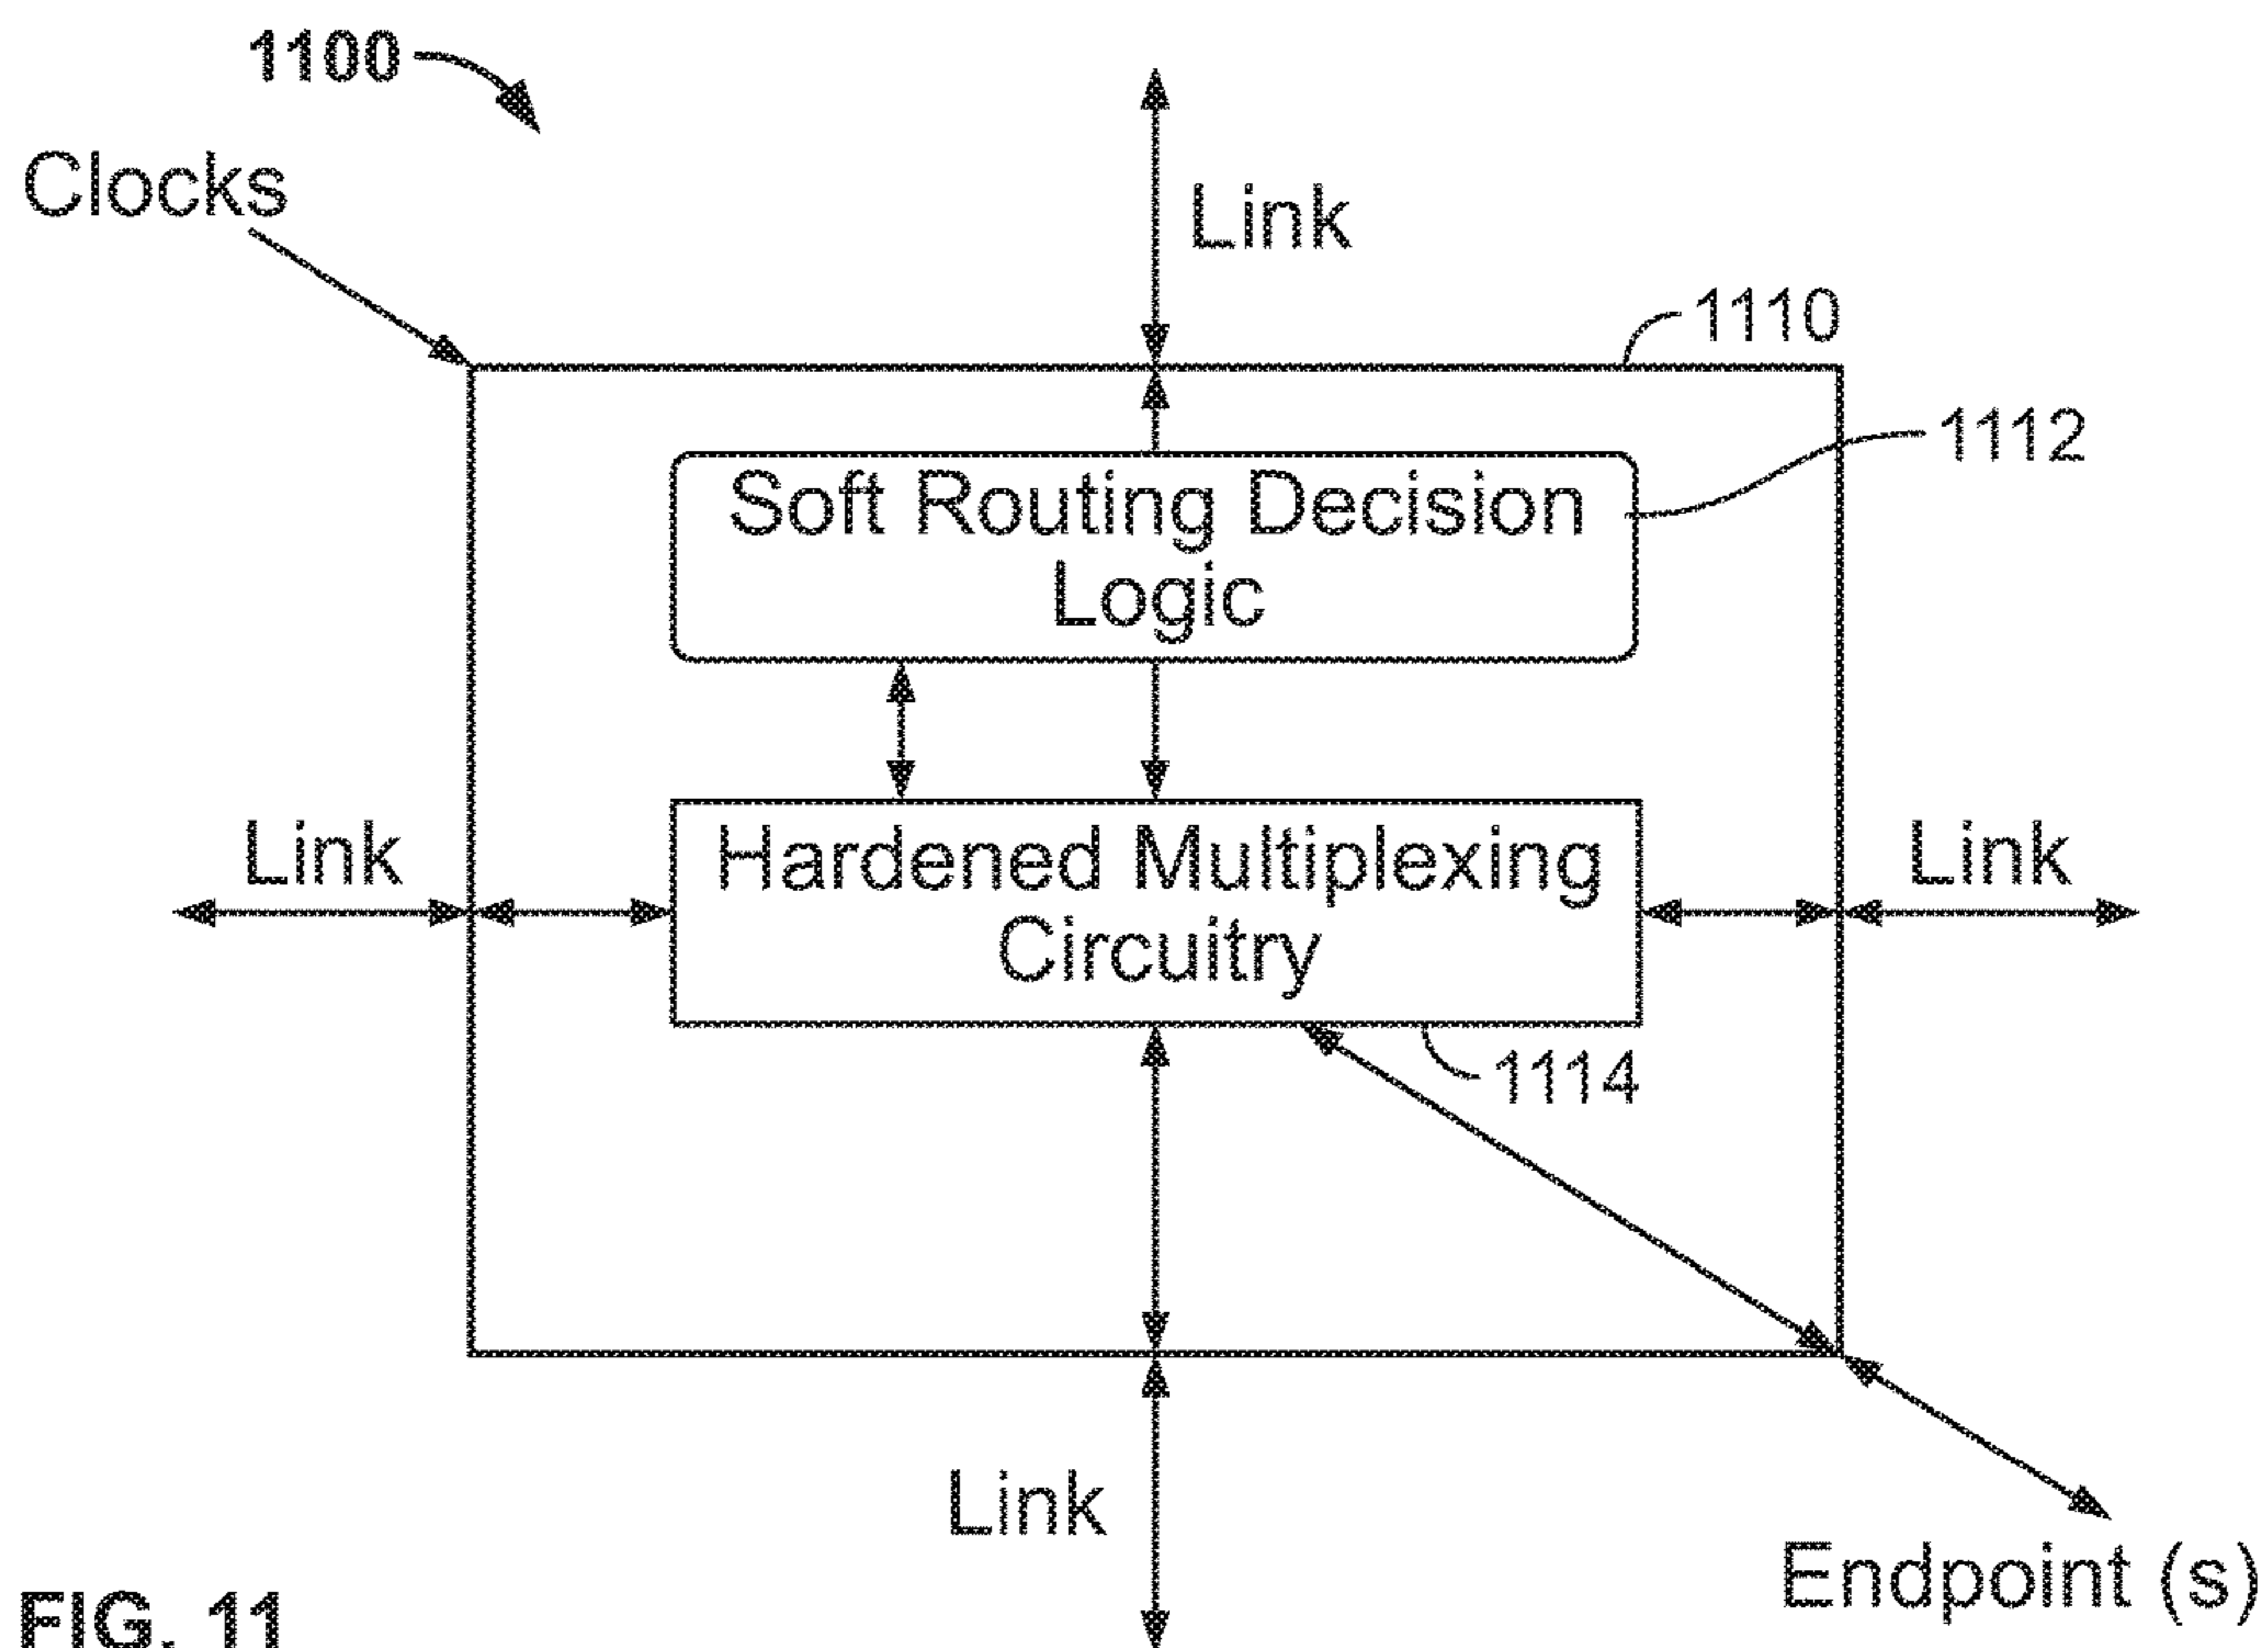 1100
Clocks
Link
1110
1112
Soft Routing Decision
Logic
Link
Hardened Multiplexing
Circuitry
Link
1114
Link
Endpoint (s)
FIG. 11